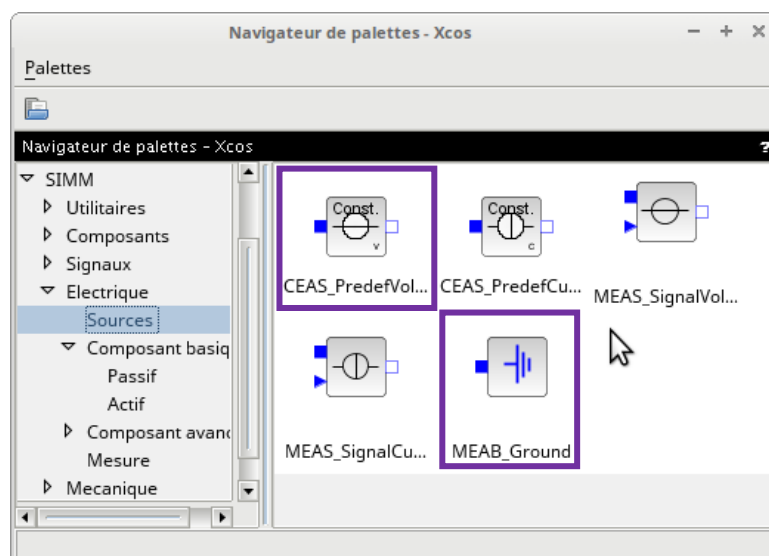 Navigateur de palettes - Xcos
Palettes
Navigateur de palettes - Xcos ?
SIMM
Utilitaires
Composants
Signaux
Electrique
Sources
Composant basiq
Passif
Actif
Composant avanc
Mesure
Mecanique
Const.
v
CEAS_PredefVol...
Const.
c
CEAS_PredefCu...
MEAS_SignalVol...
MEAS_SignalCu...
MEAB_Ground